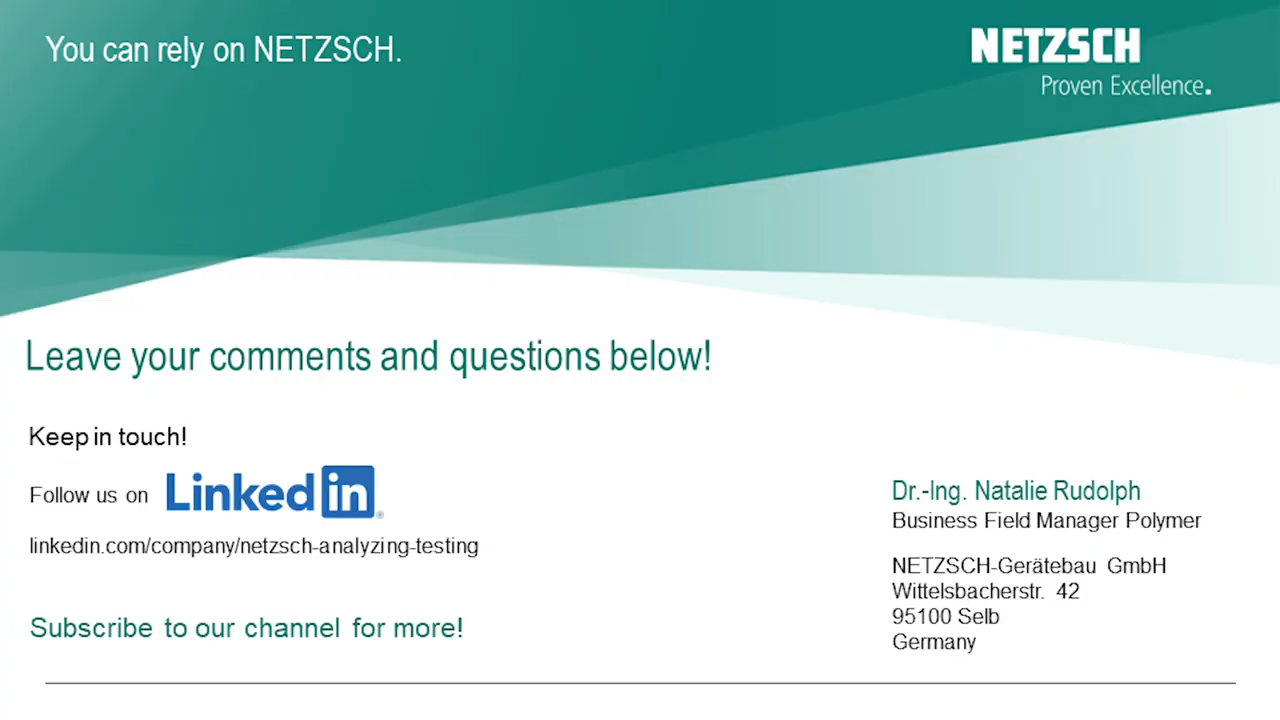 You can rely on NETZSCH.
NETZSCH
Proven Excellence.
Leave your comments and questions below!
Keep in touch!
Follow us on LinkedIn®
linkedin.com/company/netzsch-analyzing-testing
Subscribe to our channel for more!
Dr.-Ing. Natalie Rudolph
Business Field Manager Polymer
NETZSCH-Gerätebau GmbH
Wittelsbacherstr. 42
95100 Selb
Germany